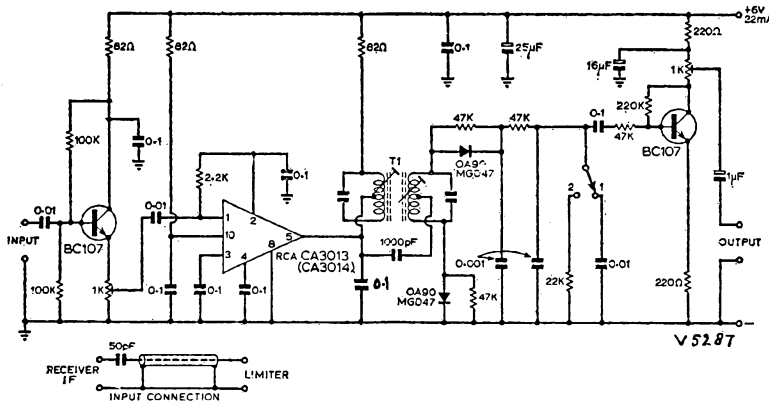 +6V
22mA
82Ω
82Ω
82Ω
0·1
25µF
220Ω
16µF
1K
220K
100K
0·1
47K
47K
0·1
47K
BC107
T1
OA90
MG047
2·2K
0·1
0·01
0·01
1
2
10
3
4
8
5
INPUT
BC107
RCA CA3013
(CA3014)
1000pF
2
1
1µF
OUTPUT
100K
1K
0·1
0·1
0·1
0·1
OA90
MG047
47K
0·001
22K
0·01
220Ω
−
V5287
50pF
RECEIVER
IF
LIMITER
INPUT CONNECTION